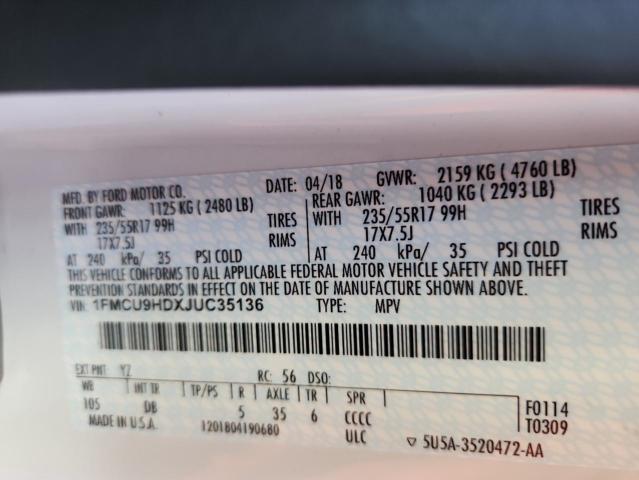 MFD. BY FORD MOTOR CO. DATE: 04/18 GVWR: 2159 KG ( 4760 LB)
FRONT GAWR: 1125 KG ( 2480 LB) REAR GAWR: 1040 KG ( 2293 LB)
WITH 235/55R17 99H TIRES WITH 235/55R17 99H TIRES
17X7.5J RIMS 17X7.5J RIMS
AT 240 kPa/ 35 PSI COLD AT 240 kPa/ 35 PSI COLD
THIS VEHICLE CONFORMS TO ALL APPLICABLE FEDERAL MOTOR VEHICLE SAFETY AND THEFT
PREVENTION STANDARDS IN EFFECT ON THE DATE OF MANUFACTURE SHOWN ABOVE.
VIN: 1FMCU9HDXJUC35136 TYPE: MPV
EXT PNT: YZ RC: 56 DSO:
WB INT TR TP/PS R AXLE TR SPR
105 DB 5 35 6 CCCC F0114
MADE IN U.S.A. 1201804190680 ULC T0309
5U5A-3520472-AA